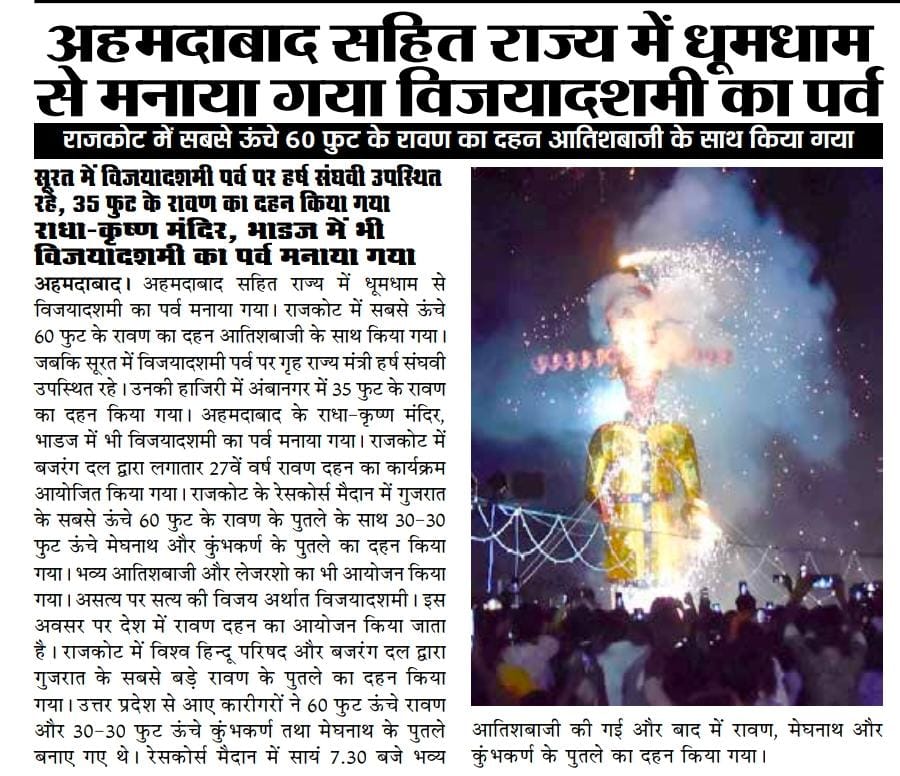 अहमदाबाद सहित राज्य में धूमधाम
से मनाया गया विजयादशमी का पर्व
राजकोट में सबसे ऊंचे 60 फुट के रावण का दहन आतिशबाजी के साथ किया गया
सूरत में विजयादशमी पर्व पर हर्ष संघवी उपस्थित
रहे, 35 फुट के रावण का दहन किया गया
राधा-कृष्ण मंदिर, भाडज में भी
विजयादशमी का पर्व मनाया गया
अहमदाबाद। अहमदाबाद सहित राज्य में धूमधाम से
विजयादशमी का पर्व मनाया गया। राजकोट में सबसे ऊंचे
60 फुट के रावण का दहन आतिशबाजी के साथ किया गया।
जबकि सूरत में विजयादशमी पर्व पर गृह राज्य मंत्री हर्ष संघवी
उपस्थित रहे। उनकी हाजिरी में अंबानगर में 35 फुट के रावण
का दहन किया गया। अहमदाबाद के राधा-कृष्ण मंदिर,
भाडज में भी विजयादशमी का पर्व मनाया गया। राजकोट में
बजरंग दल द्वारा लगातार 27वें वर्ष रावण दहन का कार्यक्रम
आयोजित किया गया। राजकोट के रेसकोर्स मैदान में गुजरात
के सबसे ऊंचे 60 फुट के रावण के पुतले के साथ 30-30
फुट ऊंचे मेघनाथ और कुंभकर्ण के पुतले का दहन किया
गया। भव्य आतिशबाजी और लेजरशो का भी आयोजन किया
गया। असत्य पर सत्य की विजय अर्थात विजयादशमी। इस
अवसर पर देश में रावण दहन का आयोजन किया जाता
है। राजकोट में विश्व हिन्दू परिषद और बजरंग दल द्वारा
गुजरात के सबसे बड़े रावण के पुतले का दहन किया
गया। उत्तर प्रदेश से आए कारीगरों ने 60 फुट ऊंचे रावण
और 30-30 फुट ऊंचे कुंभकर्ण तथा मेघनाथ के पुतले
बनाए गए थे। रेसकोर्स मैदान में सायं 7.30 बजे भव्य
आतिशबाजी की गई और बाद में रावण, मेघनाथ और
कुंभकर्ण के पुतले का दहन किया गया।